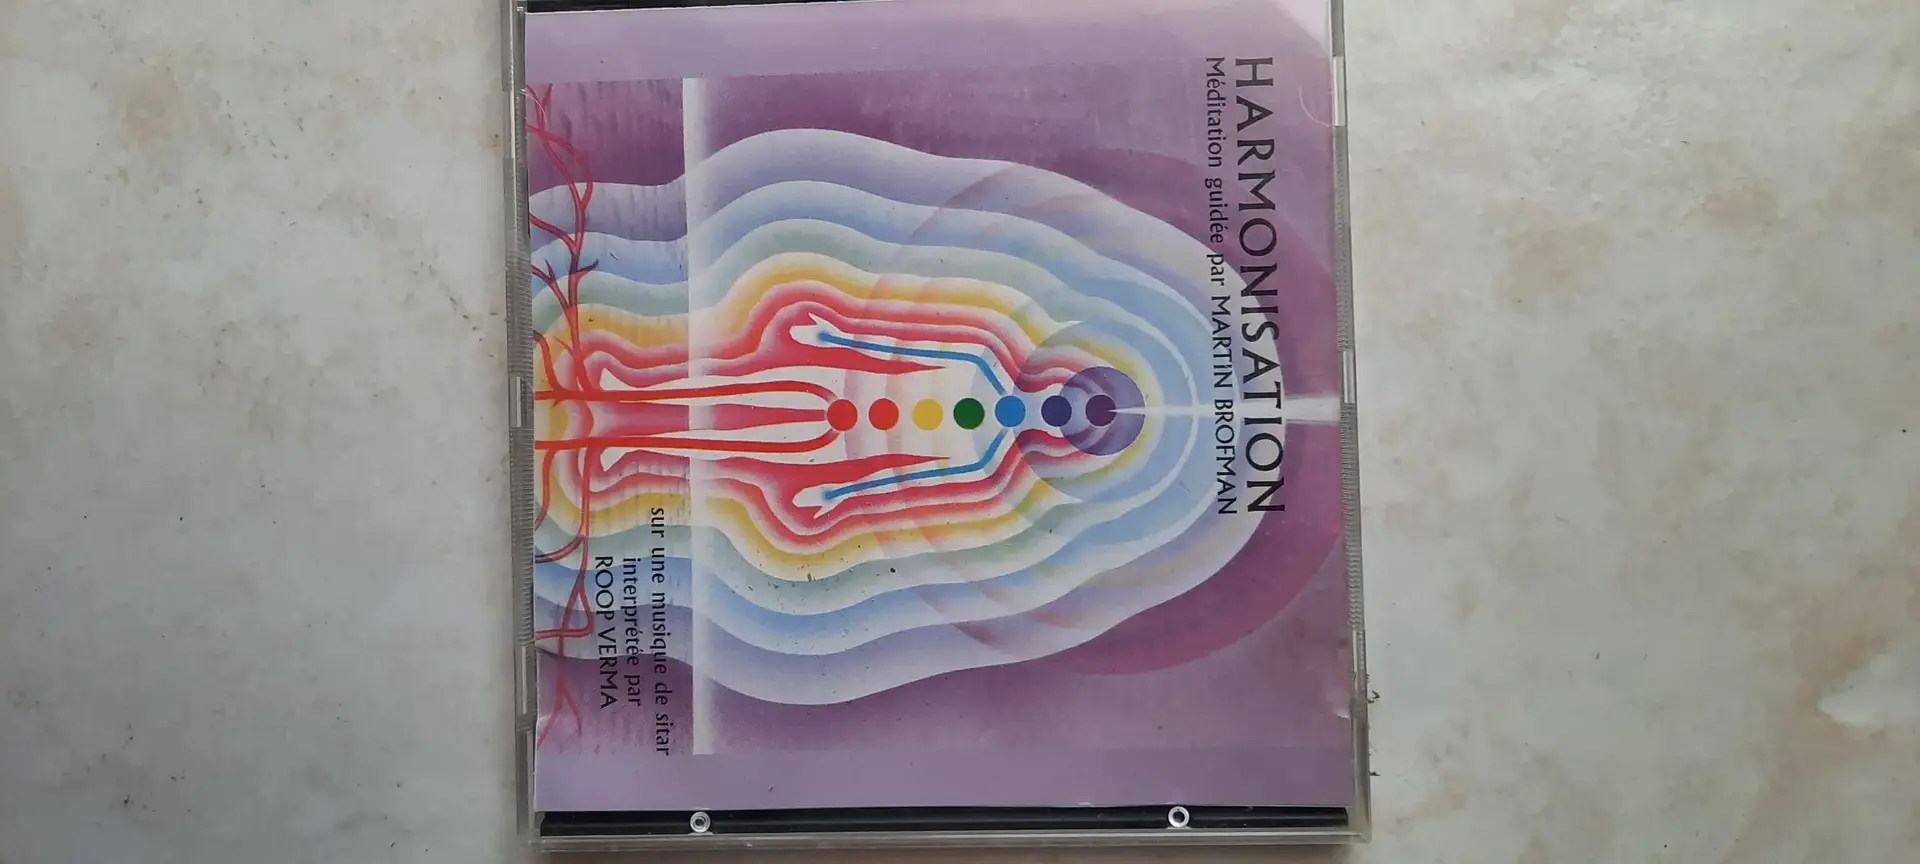 HARMONISATION
Méditation guidée par MARTIN BROFMAN
sur une musique de sitar
interprétée par
ROOP VERMA